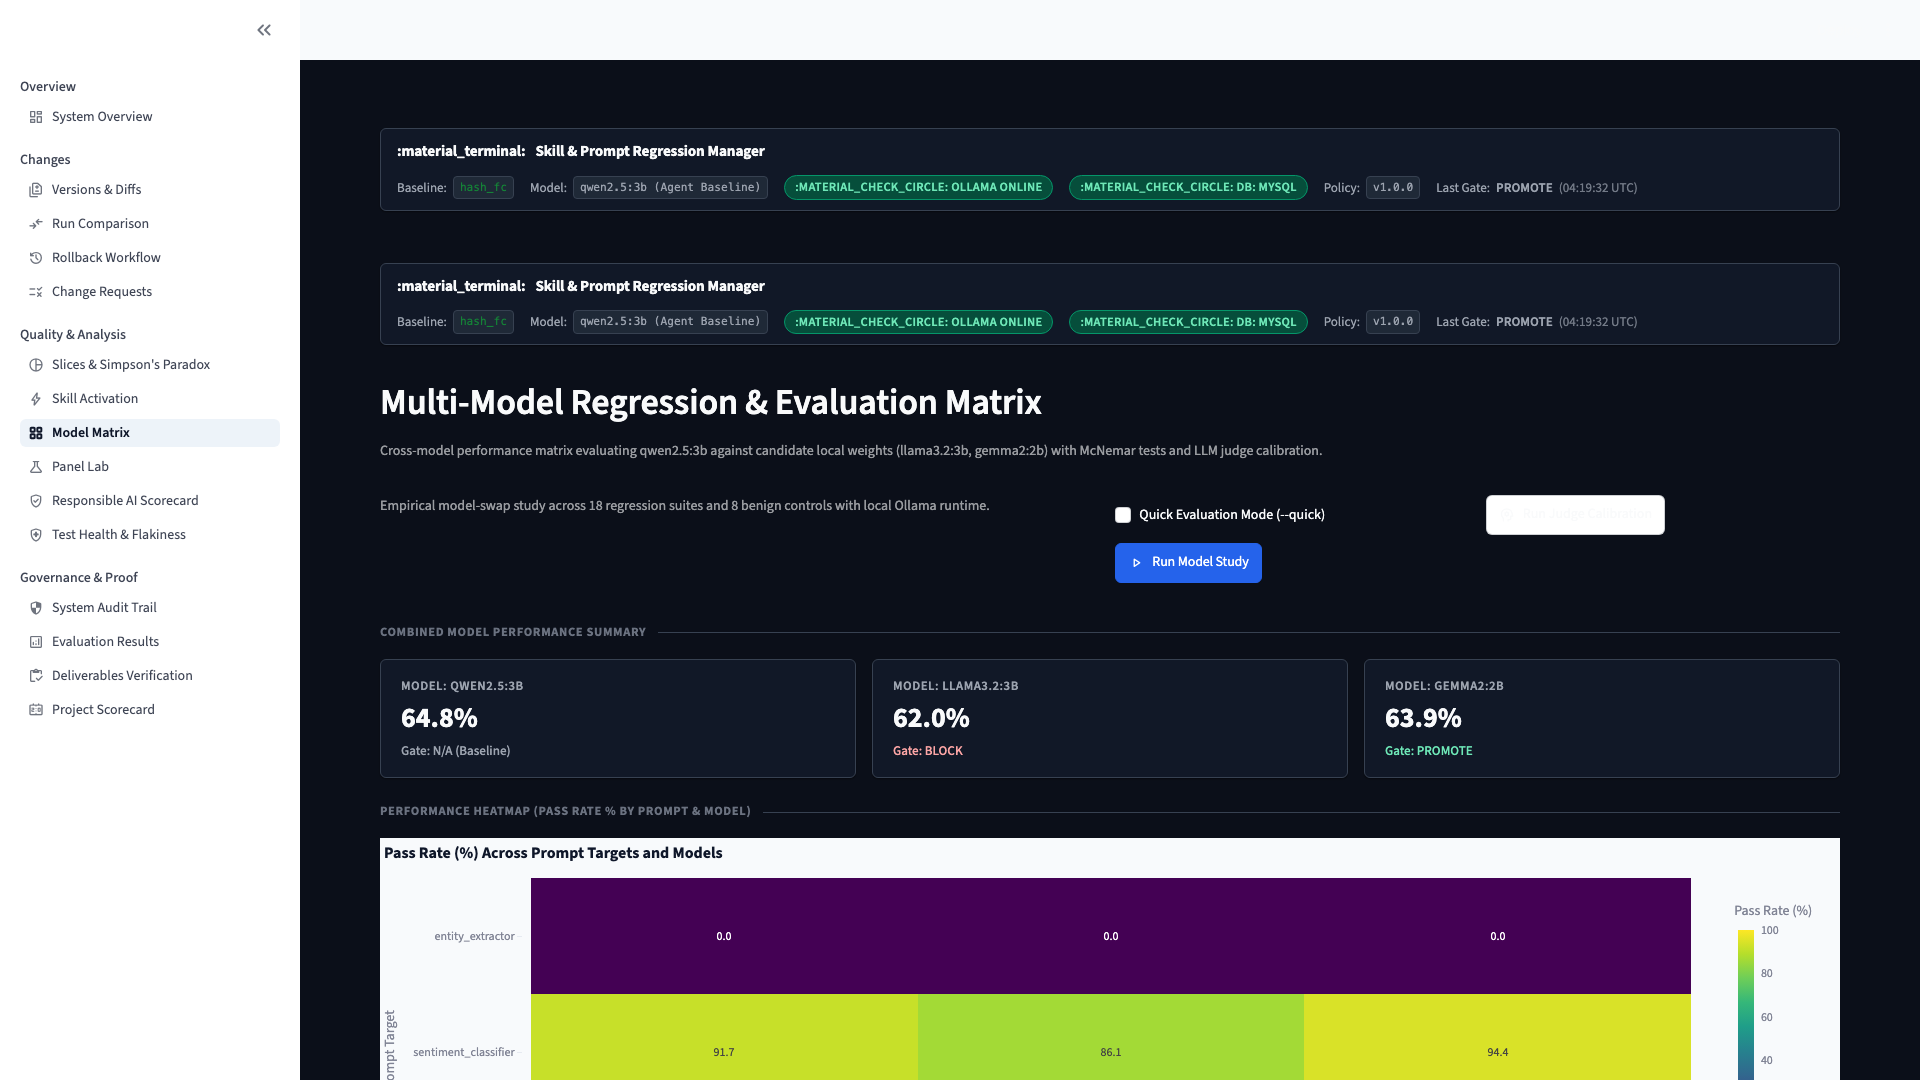 Overview
System Overview
Changes
Versions & Diffs
Run Comparison
Rollback Workflow
Change Requests
Quality & Analysis
Slices & Simpson's Paradox
Skill Activation
Model Matrix
Panel Lab
Responsible AI Scorecard
Test Health & Flakiness
Governance & Proof
System Audit Trail
Evaluation Results
Deliverables Verification
Project Scorecard
:material_terminal: Skill & Prompt Regression Manager
Baseline: hash_fc Model: qwen2.5:3b (Agent Baseline) :MATERIAL_CHECK_CIRCLE: OLLAMA ONLINE :MATERIAL_CHECK_CIRCLE: DB: MYSQL Policy: v1.0.0 Last Gate: PROMOTE (04:19:32 UTC)
:material_terminal: Skill & Prompt Regression Manager
Baseline: hash_fc Model: qwen2.5:3b (Agent Baseline) :MATERIAL_CHECK_CIRCLE: OLLAMA ONLINE :MATERIAL_CHECK_CIRCLE: DB: MYSQL Policy: v1.0.0 Last Gate: PROMOTE (04:19:32 UTC)
Multi-Model Regression & Evaluation Matrix
Cross-model performance matrix evaluating qwen2.5:3b against candidate local weights (llama3.2:3b, gemma2:2b) with McNemar tests and LLM judge calibration.
Empirical model-swap study across 18 regression suites and 8 benign controls with local Ollama runtime.
Quick Evaluation Mode (--quick)
Run Model Study
COMBINED MODEL PERFORMANCE SUMMARY
MODEL: QWEN2.5:3B
64.8%
Gate: N/A (Baseline)
MODEL: LLAMA3.2:3B
62.0%
Gate: BLOCK
MODEL: GEMMA2:2B
63.9%
Gate: PROMOTE
PERFORMANCE HEATMAP (PASS RATE % BY PROMPT & MODEL)
Pass Rate (%) Across Prompt Targets and Models
entity_extractor
0.0 0.0 0.0
sentiment_classifier
91.7 86.1 94.4
Target
Pass Rate (%)
100
80
60
40